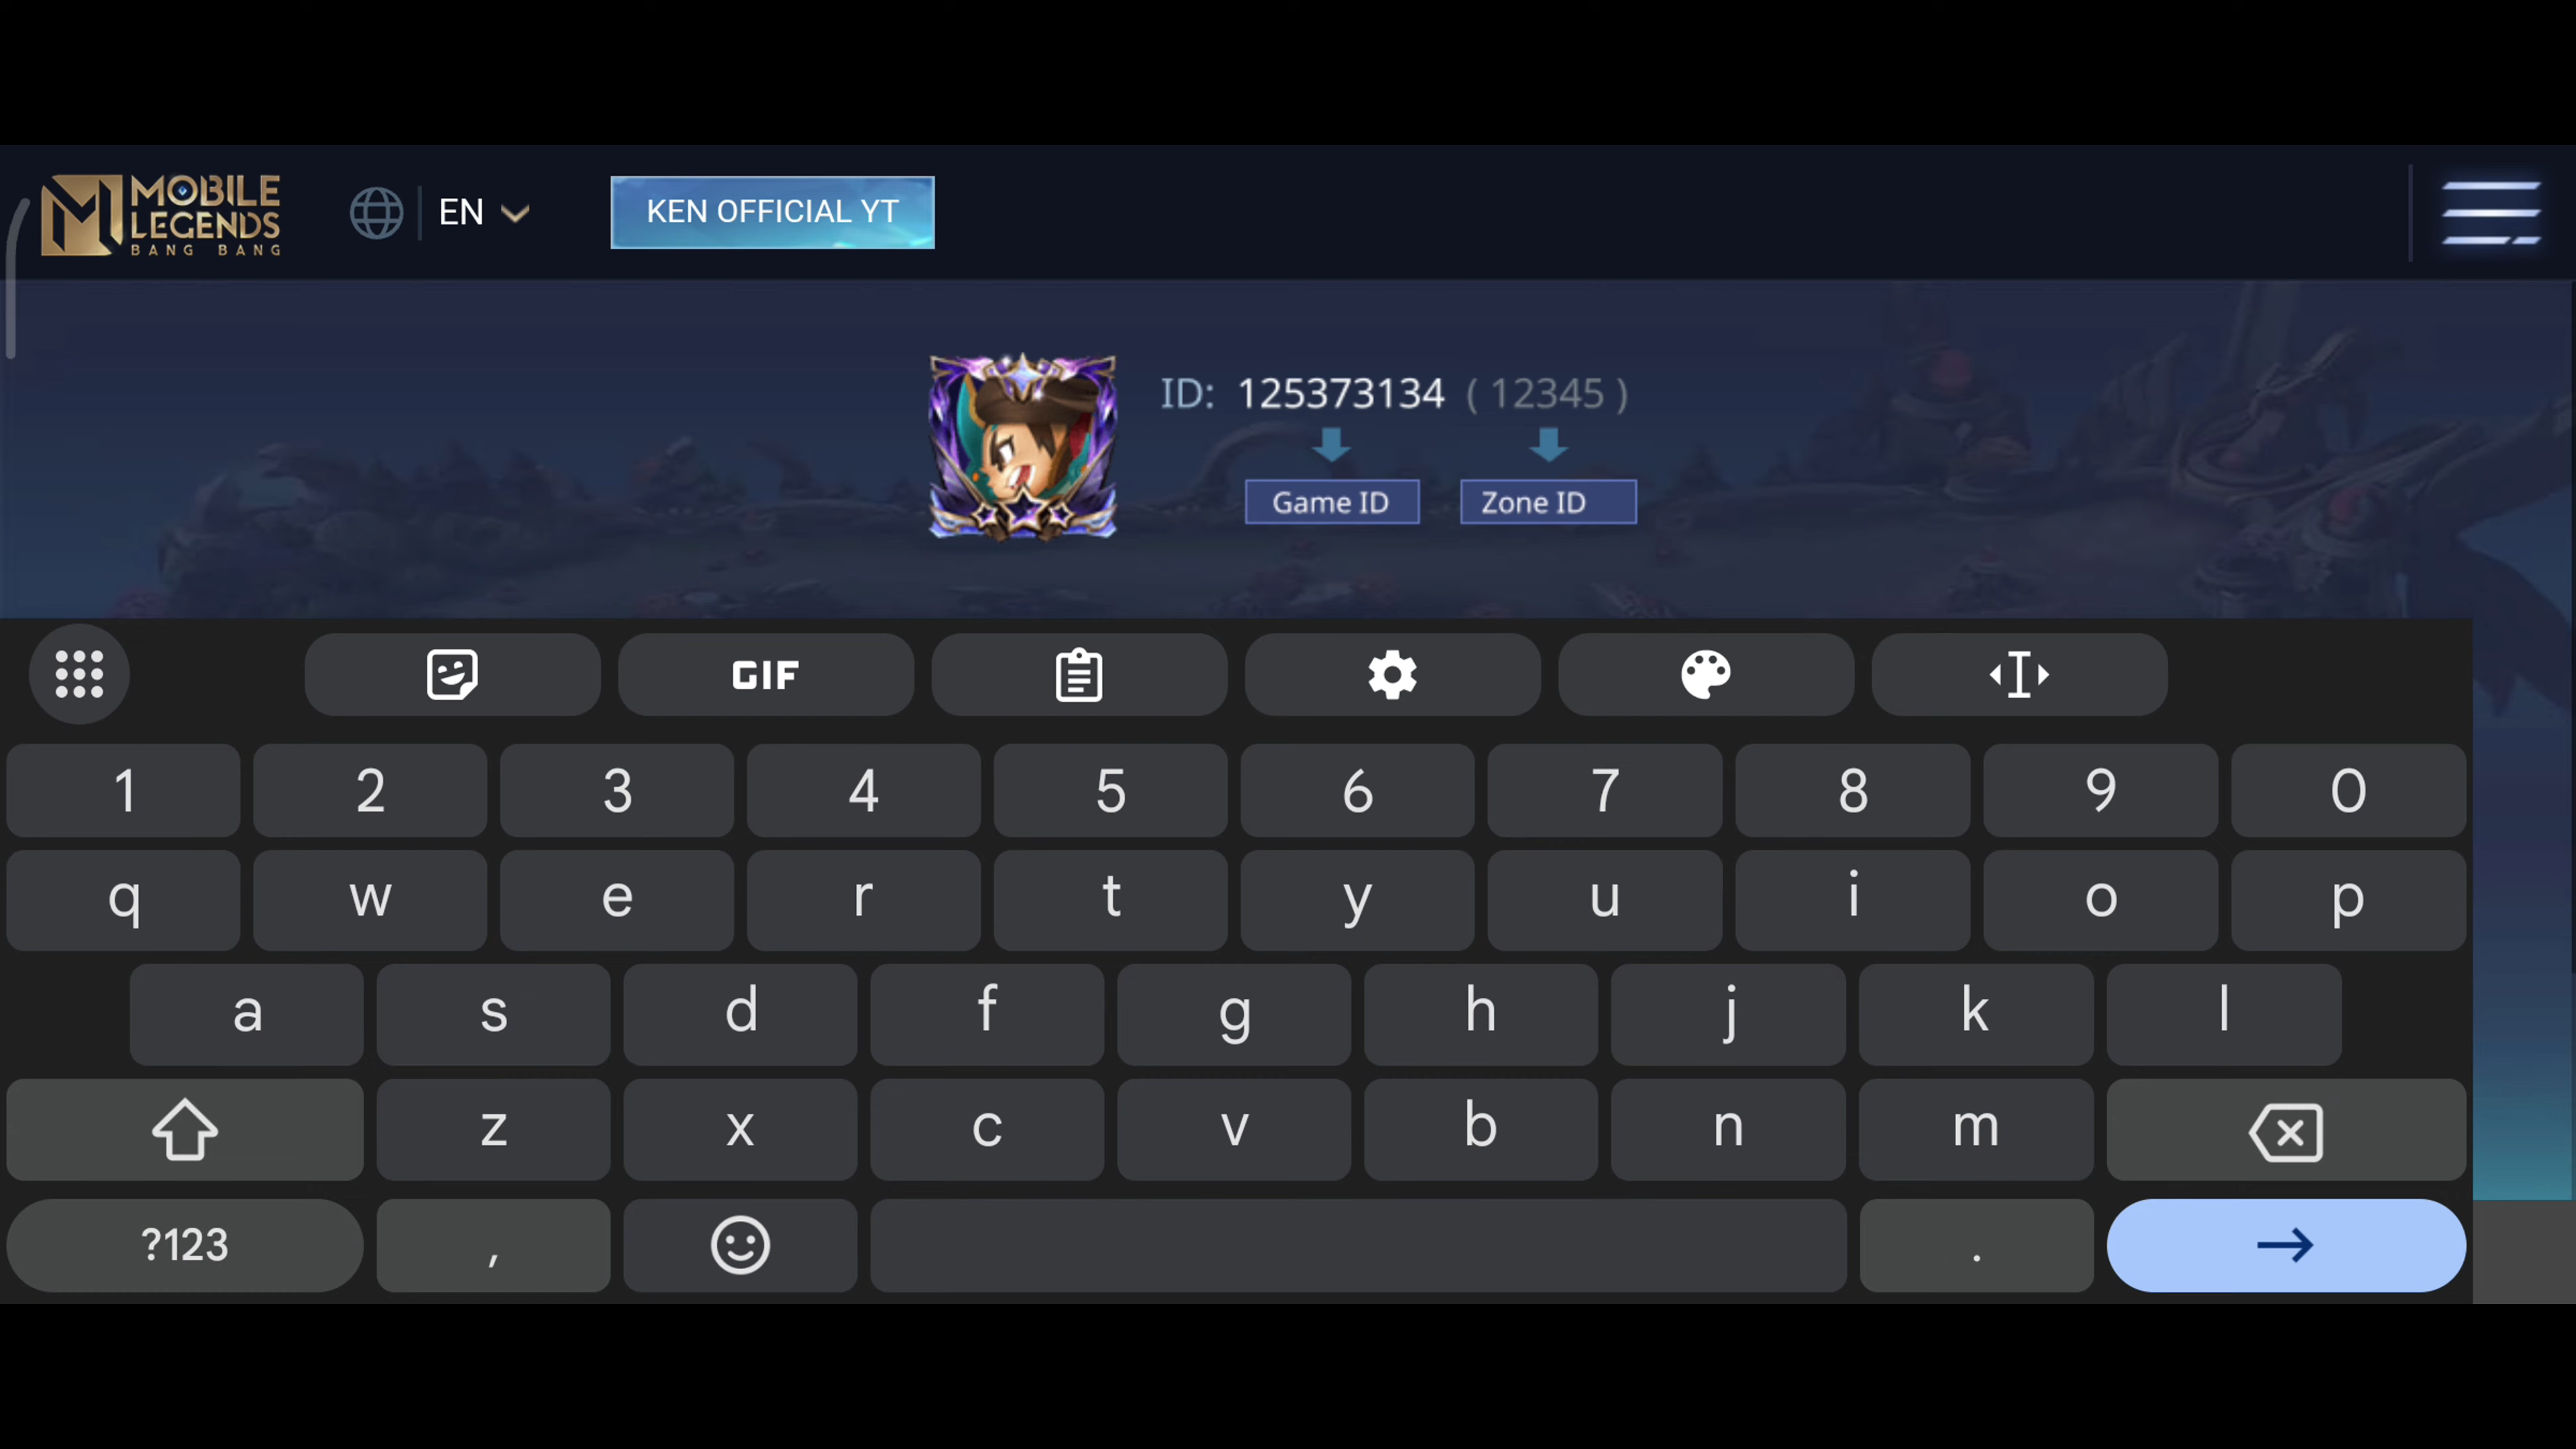 MOBILE
LEGENDS
BANG BANG
EN
KEN OFFICIAL YT
ID: 125373134 ( 12345 )
Game ID Zone ID
GIF
1 2 3 4 5 6 7 8 9 0
q w e r t y u i o p
a s d f g h j k l
z x c v b n m
?123 , .